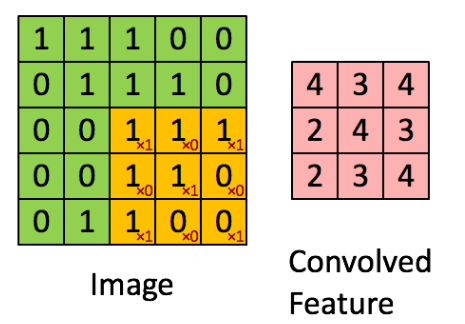 1 1 1 0 0
0 1 1 1 0
0 0 1×1 1×0 1×1
0 0 1×0 1×1 0×0
0 1 1×1 0×0 0×1
4 3 4
2 4 3
2 3 4
Image
Convolved
Feature